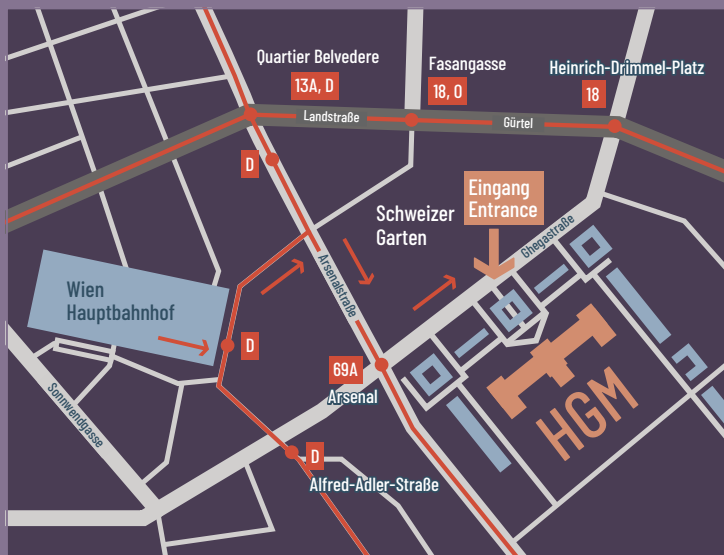 Quartier Belvedere
13A, D
Fasangasse
18, O
Heinrich-Drimmel-Platz
18
Landstraße
Gürtel
D
Eingang
Entrance
Schweizer
Garten
Ghegastraße
Arsenalstraße
Wien
Hauptbahnhof
D
69A
Arsenal
HGM
Sonnwendgasse
D
Alfred-Adler-Straße